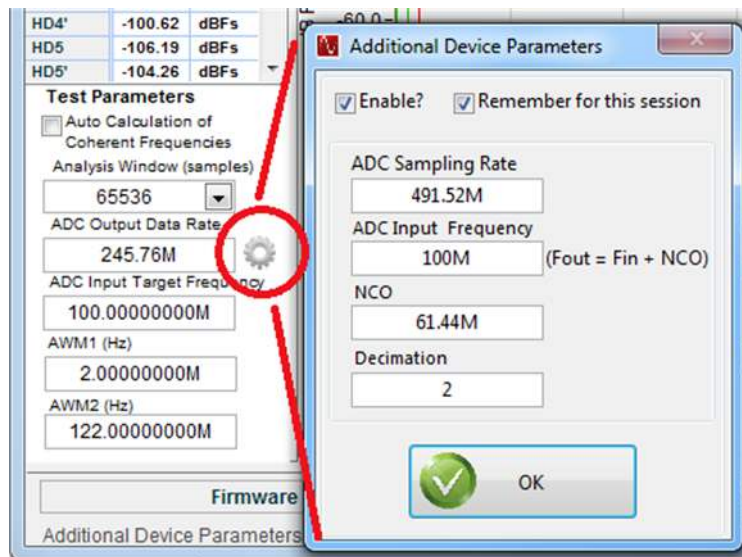 HD4' -100.62 dBFs
HD5 -106.19 dBFs
HD5' -104.26 dBFs
Test Parameters
Auto Calculation of
Coherent Frequencies
Analysis Window (samples)
65536
ADC Output Data Rate
245.76M
ADC Input Target Frequency
100.00000000M
AWM1 (Hz)
2.00000000M
AWM2 (Hz)
122.00000000M
Firmware
Additional Device Parameters
-60.0
Additional Device Parameters
Enable? Remember for this session
ADC Sampling Rate
491.52M
ADC Input Frequency
100M (Fout = Fin + NCO)
NCO
61.44M
Decimation
2
OK